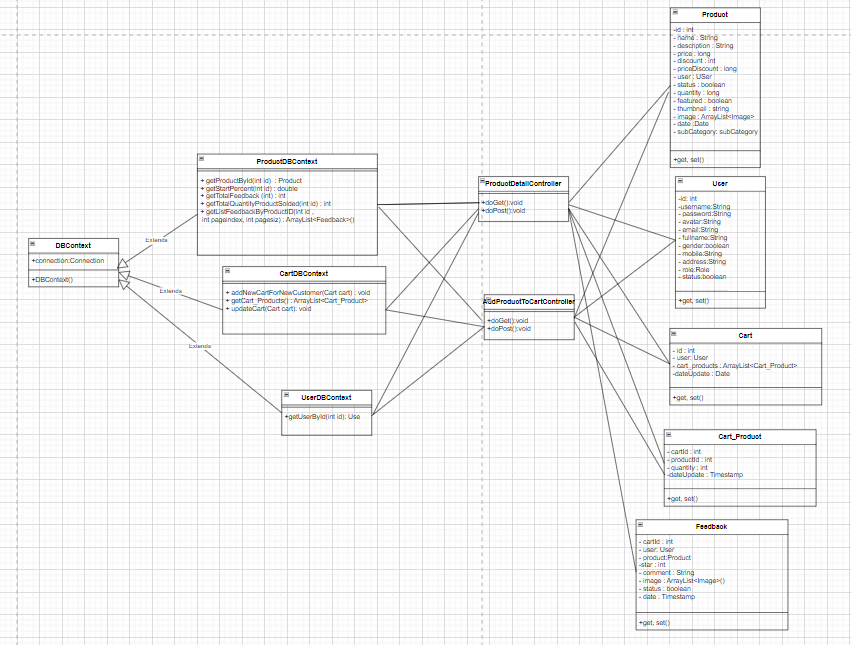 DBContext
+connection:Connection
+DBContext()
Extends
Extends
Extends
ProductDBContext
+ getProductById(int id) : Product
+ getStartPercent(int id) : double
+ getTotalFeedback (int) : int
+ getTotalQuantityProductSolded(int id) : int
+ getListFeedbackByProductID(int id ,
int pageindex, int pagesiz) : ArrayList<Feedback>()
CartDBContext
+ addNewCartForNewCustomer(Cart cart) : void
+ getCart_Products() : ArrayList<Cart_Product>
+ updateCart(Cart cart): void
UserDBContext
+getUserById(int id): Use
ProductDetailController
+doGet():void
+doPost():void
AddProductToCartController
+doGet():void
+doPost():void
Product
-id : int
- name : String
- description : String
- price : long
- discount : int
- priceDiscount : long
- user : USer
- status : boolean
- quantity : long
- featured : boolean
- thumbnail : string
- image : ArrayList<Image>
- date :Date
- subCategory: subCategory
+get, set()
User
-id: int
-username:String
- password:String
- avatar:String
- email:String
- fullname:String
- gender:boolean
- mobile:String
- address:String
- role:Role
- status:boolean
+get, set()
Cart
- id : int
- user: User
- cart_products : ArrayList<Cart_Product>
-dateUpdate : Date
+get, set()
Cart_Product
- cartId : int
- productId : int
- quantity : int
-dateUpdate : Timestamp
+get, set()
Feedback
- cartId : int
- user: User
- product:Product
-star : int
- comment : String
- image : ArrayList<Image>()
- status : boolean
- date : Timestamp
+get, set()